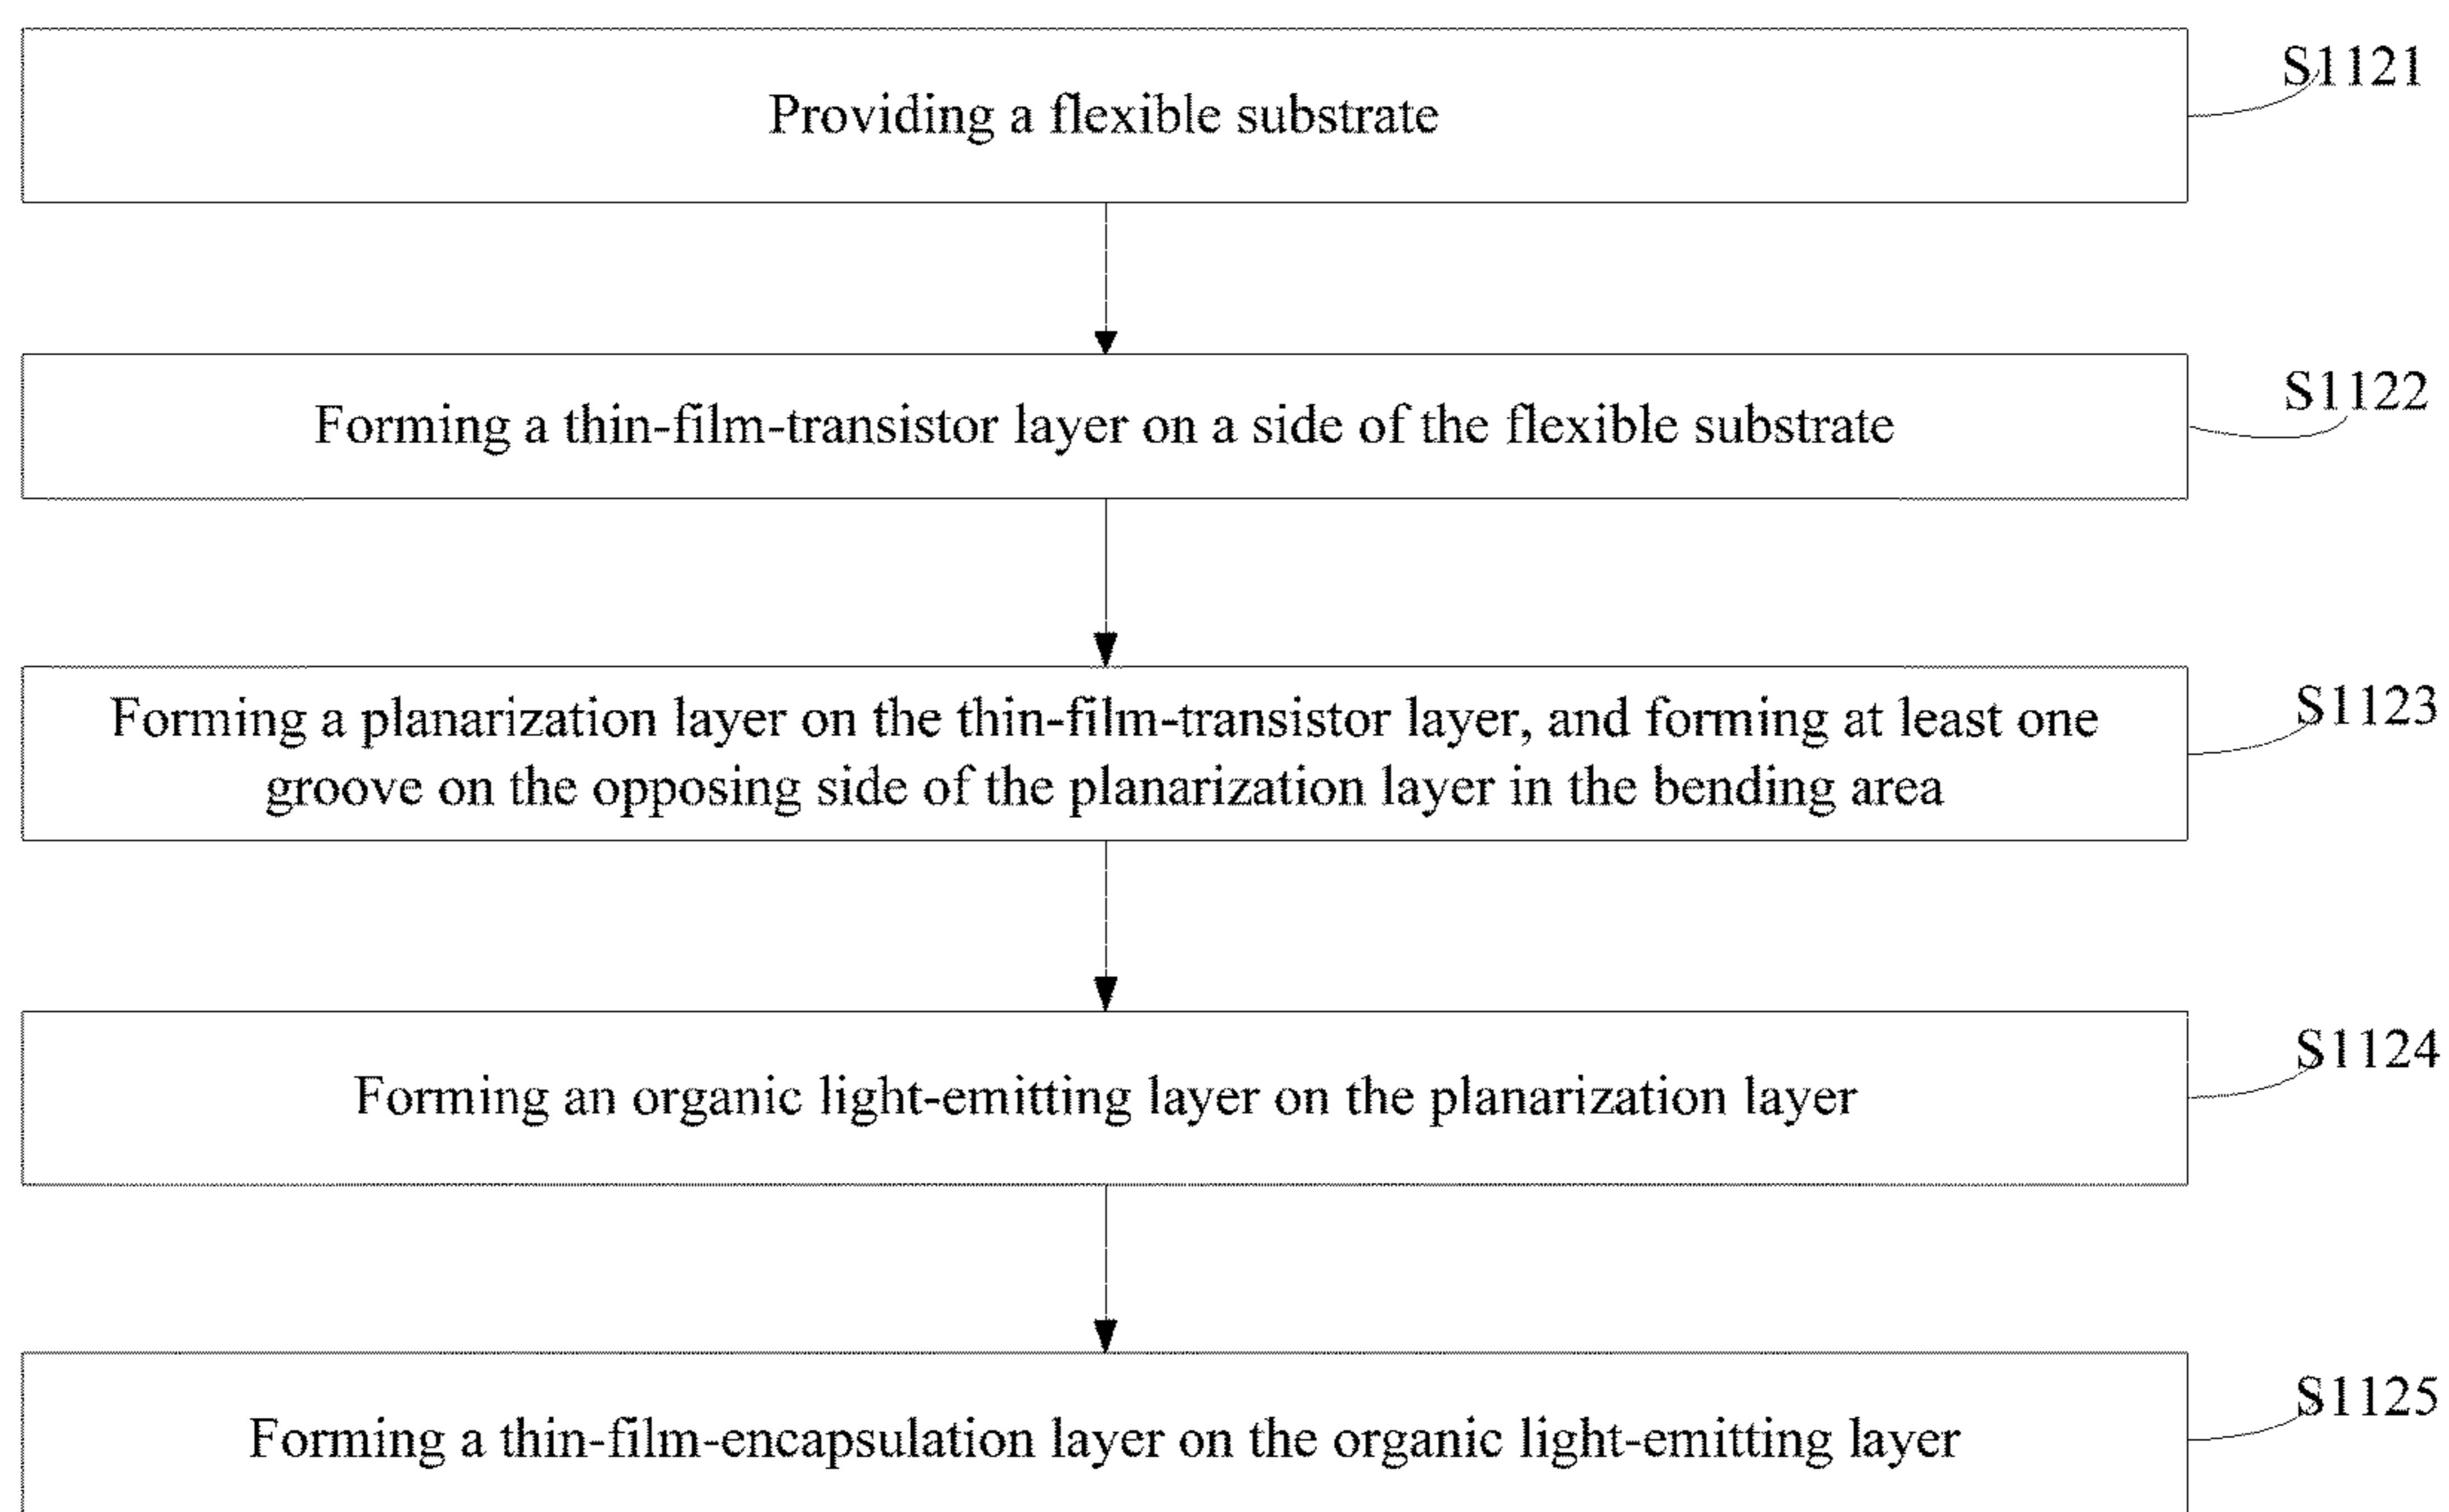 Providing a flexible substrate
S1121
Forming a thin-film-transistor layer on a side of the flexible substrate
S1122
Forming a planarization layer on the thin-film-transistor layer, and forming at least one
groove on the opposing side of the planarization layer in the bending area
S1123
Forming an organic light-emitting layer on the planarization layer
S1124
Forming a thin-film-encapsulation layer on the organic light-emitting layer
S1125